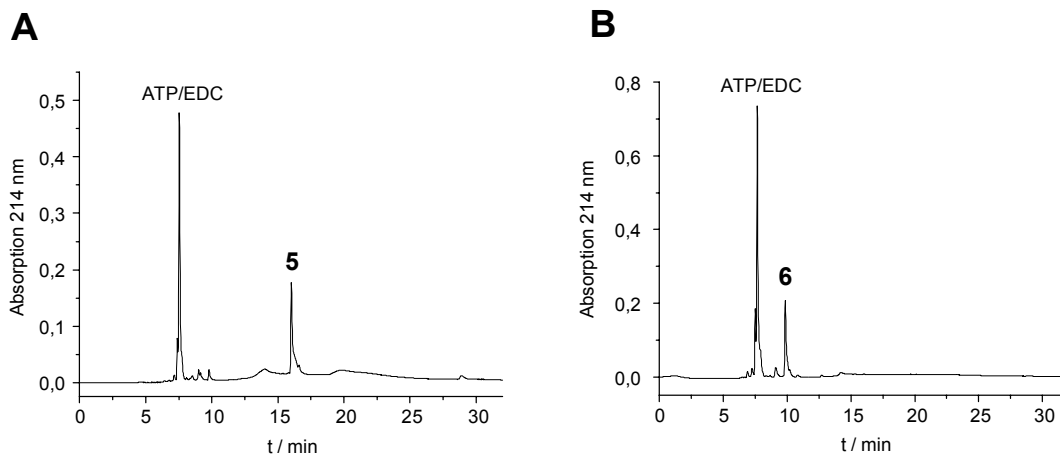 A
ATP/EDC
5
Absorption 214 nm
0,5
0,4
0,3
0,2
0,1
0,0
0 5 10 15 20 25 30
t / min
B
ATP/EDC
6
Absorption 214 nm
0,8
0,6
0,4
0,2
0,0
0 5 10 15 20 25 30
t / min